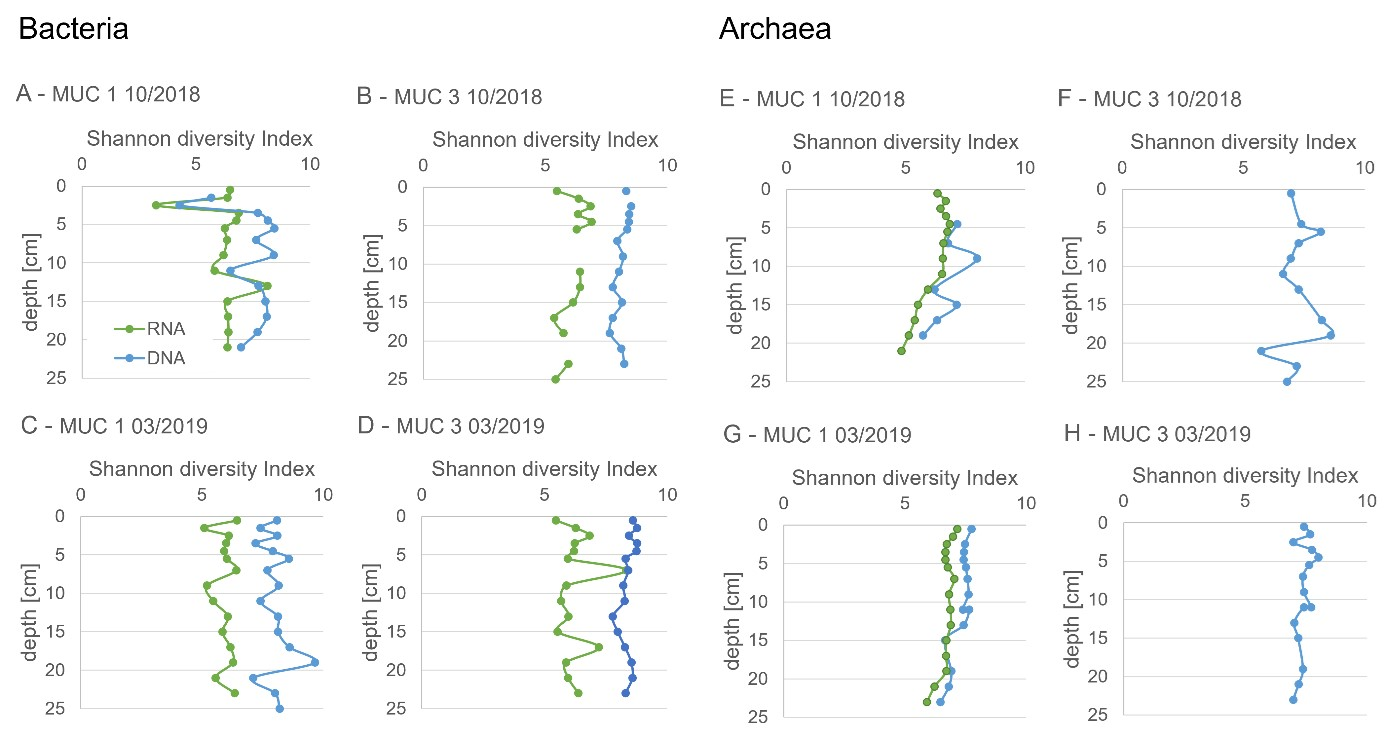 Bacteria
Archaea
A - MUC 1 10/2018
B - MUC 3 10/2018
E - MUC 1 10/2018
F - MUC 3 10/2018
Shannon diversity Index
Shannon diversity Index
Shannon diversity Index
Shannon diversity Index
0 5 10
0 5 10
0 5 10
0 5 10
depth [cm]
0
5
10
15
20
25
RNA
DNA
depth [cm]
0
5
10
15
20
25
depth [cm]
0
5
10
15
20
25
depth [cm]
0
5
10
15
20
25
C - MUC 1 03/2019
D - MUC 3 03/2019
G - MUC 1 03/2019
H - MUC 3 03/2019
Shannon diversity Index
Shannon diversity Index
Shannon diversity Index
Shannon diversity Index
0 5 10
0 5 10
0 5 10
0 5 10
depth [cm]
0
5
10
15
20
25
depth [cm]
0
5
10
15
20
25
depth [cm]
0
5
10
15
20
25
depth [cm]
0
5
10
15
20
25